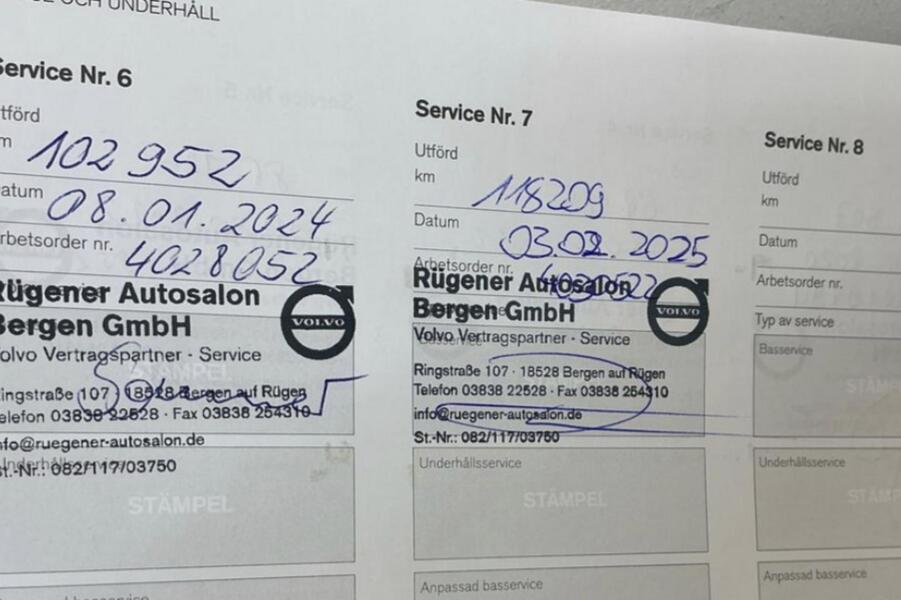 OCH UNDERHÅLL
Service Nr. 6
Utförd
km 102952
Datum 08.01.2024
Arbetsorder nr. 4028052
Rügener Autosalon
Bergen GmbH
VOLVO
Volvo Vertragspartner - Service
Ringstraße 107 · 18528 Bergen auf Rügen
Telefon 03838 22528 · Fax 03838 254310
info@ruegener-autosalon.de
St.-Nr.: 082/117/03750
Underhållsservice
STÄMPEL
Service Nr. 7
Utförd
km 118209
Datum 03.02.2025
Arbetsorder nr.
Rügener Autosalon
Bergen GmbH
VOLVO
Volvo Vertragspartner - Service
Ringstraße 107 · 18528 Bergen auf Rügen
Telefon 03838 22528 · Fax 03838 254310
info@ruegener-autosalon.de
St.-Nr.: 082/117/03750
Underhållsservice
STÄMPEL
Anpassad basservice
Service Nr. 8
Utförd
km
Datum
Arbetsorder nr.
Typ av service
Basservice
STÄM
Underhållsservice
STÄM
Anpassad basservice